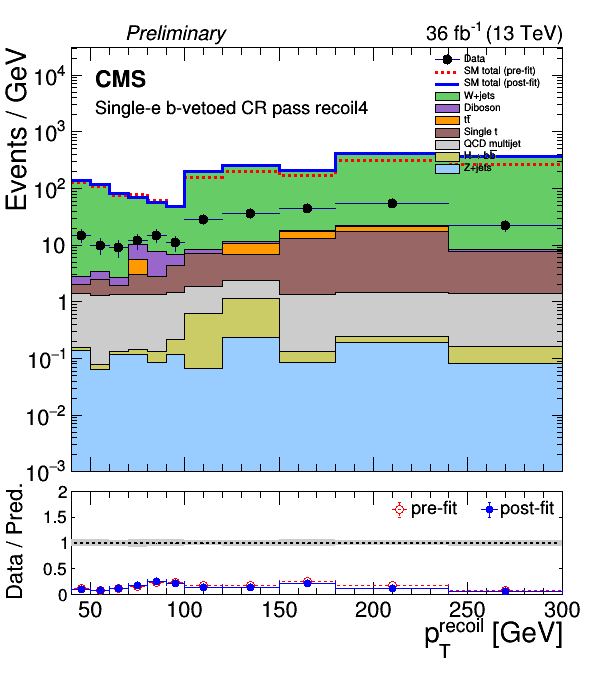 Preliminary 36 fb⁻¹ (13 TeV)
CMS
Single-e b-vetoed CR pass recoil4
Data
SM total (pre-fit)
SM total (post-fit)
W+jets
Diboson
tt̄
Single t
QCD multijet
H→bb̄
Z+jets
Events / GeV
10⁴
10³
10²
10
1
10⁻¹
10⁻²
10⁻³
Data / Pred.
2
1.5
1
0.5
0
pre-fit post-fit
50 100 150 200 250 300
p_T^recoil [GeV]